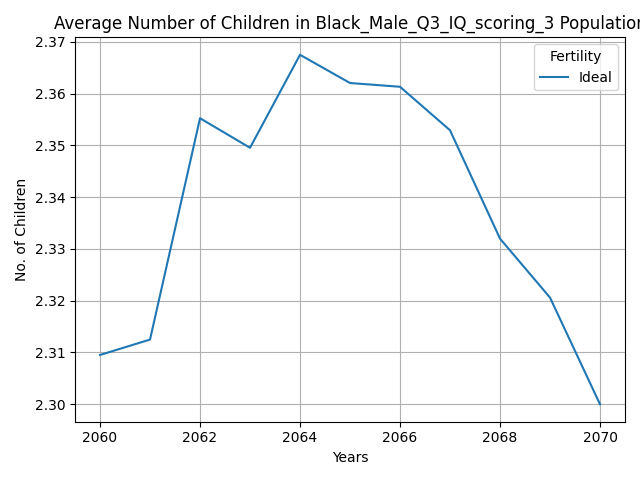 Average Number of Children in Black_Male_Q3_IQ_scoring_3 Population
Fertility
Ideal
No. of Children
2.37
2.36
2.35
2.34
2.33
2.32
2.31
2.30
2060 2062 2064 2066 2068 2070
Years